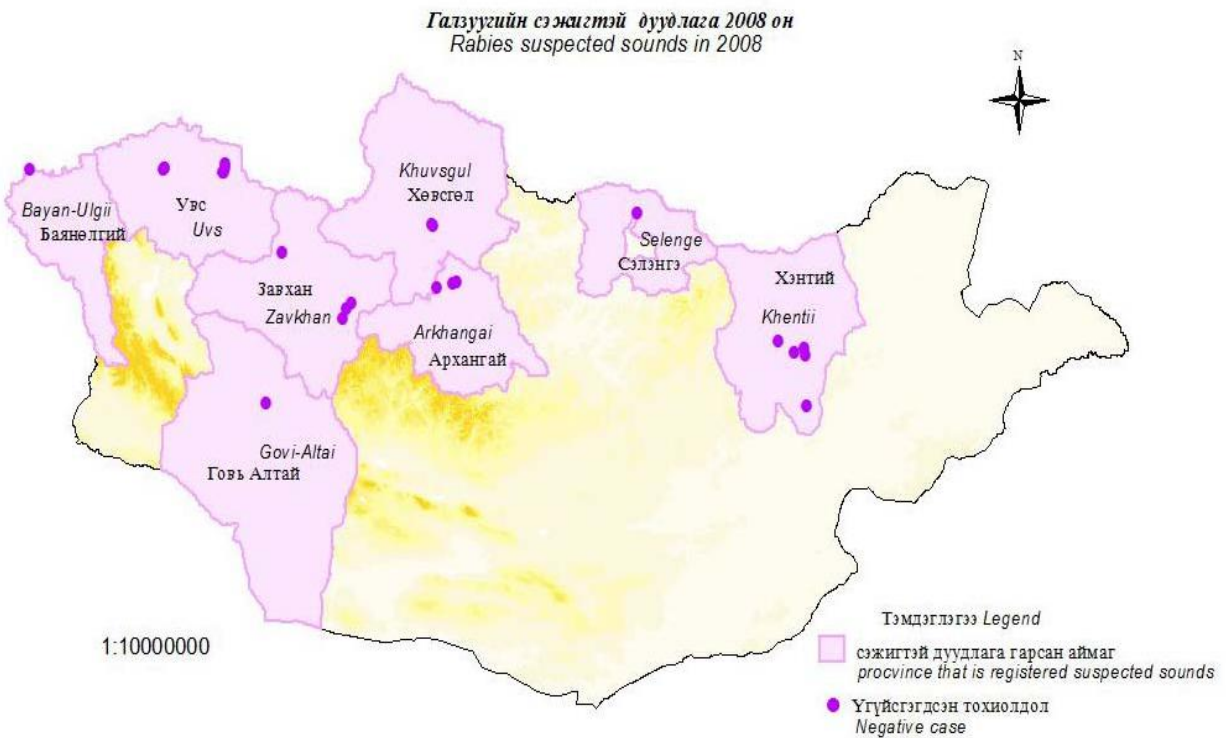 Галзуугийн сэжигтэй дуудлага 2008 он
Rabies suspected sounds in 2008
N
Khuvsgul
Хөвсгөл
Bayan-Ulgii
Баянөлгий
Увс
Uvs
Selenge
Сэлэнгэ
Завхан
Zavkhan
Хэнтий
Khentii
Arkhangai
Архангай
Govi-Altai
Говь Алтай
1:10000000
Тэмдэглэгээ Legend
сэжигтэй дуудлага гарсан аймаг
procvince that is registered suspected sounds
Үгүйсгэгдсэн тохиолдол
Negative case